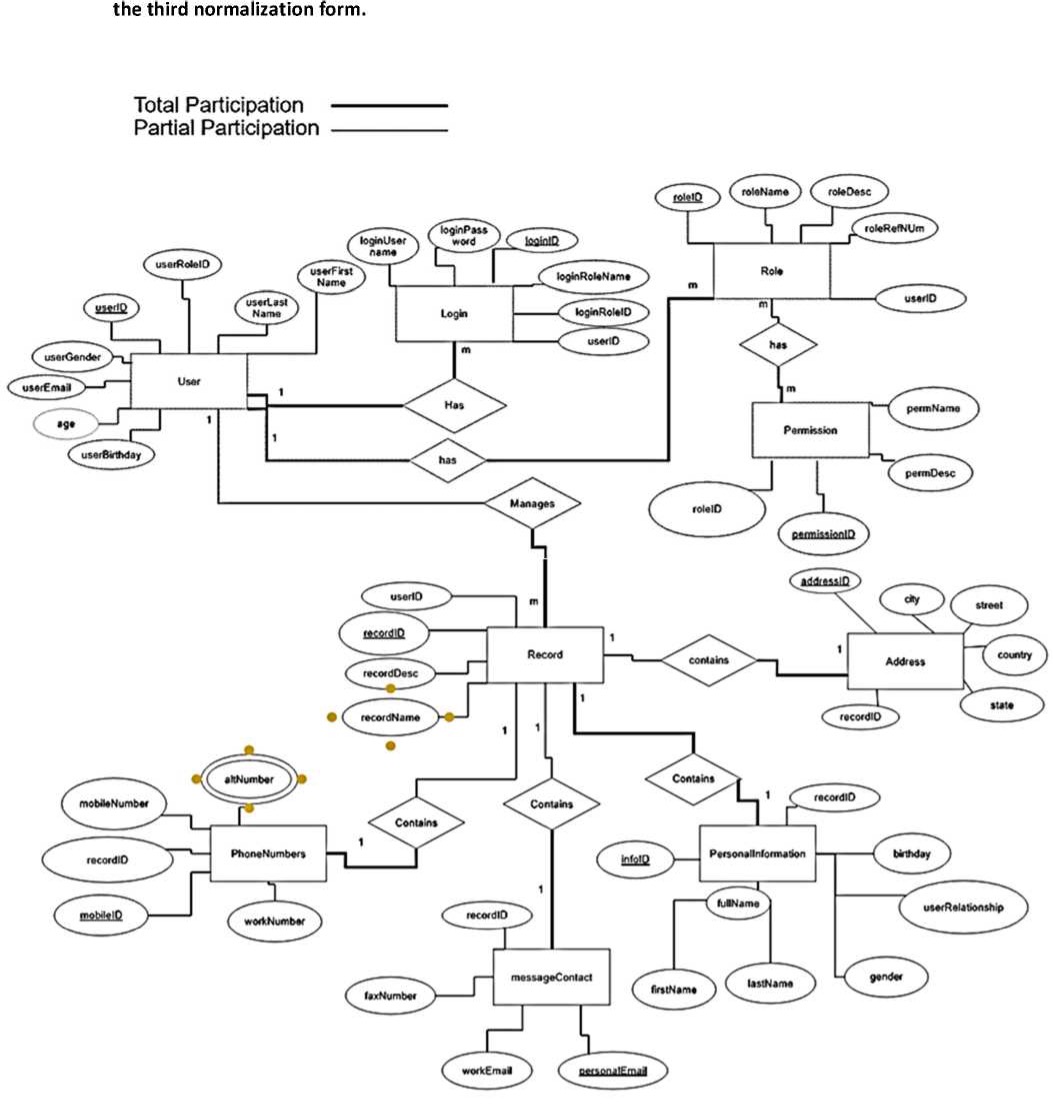 the third normalization form.
Total Participation
Partial Participation
roleID
roleName
roleDesc
roleRefNUm
Role
userID
m
m
has
m
permName
Permission
permDesc
roleID
permissionID
loginUser
name
loginPass
word
loginID
loginRoleName
loginRoleID
userID
Login
m
userRoleID
userFirst
Name
userID
userLast
Name
userGender
userEmail
age
userBirthday
User
1
1
1
Has
has
Manages
m
userID
recordID
recordDesc
recordName
Record
1
contains
1
addressID
city
street
country
state
recordID
Address
1
1
1
altNumber
mobileNumber
recordID
mobileID
workNumber
PhoneNumbers
1
Contains
Contains
Contains
1
recordID
infoID
PersonalInformation
birthday
userRelationship
gender
fullName
firstName
lastName
1
recordID
messageContact
faxNumber
workEmail
personalEmail